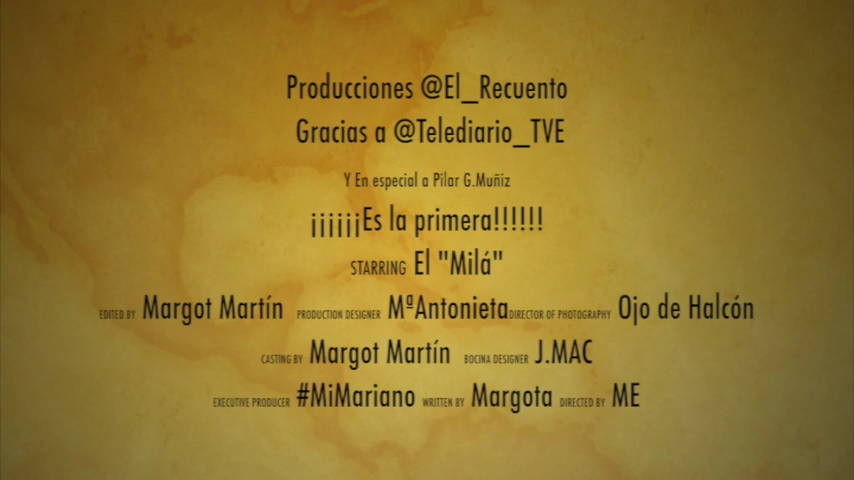 Producciones @El_Recuento
Gracias a @Telediario_TVE
Y En especial a Pilar G.Muñiz
¡¡¡¡¡¡Es la primera!!!!!!
STARRING El "Milá"
EDITED BY Margot Martín PRODUCTION DESIGNER MªAntonieta DIRECTOR OF PHOTOGRAPHY Ojo de Halcón
CASTING BY Margot Martín BOCINA DESIGNER J.MAC
EXECUTIVE PRODUCER #MiMariano WRITTEN BY Margota DIRECTED BY ME